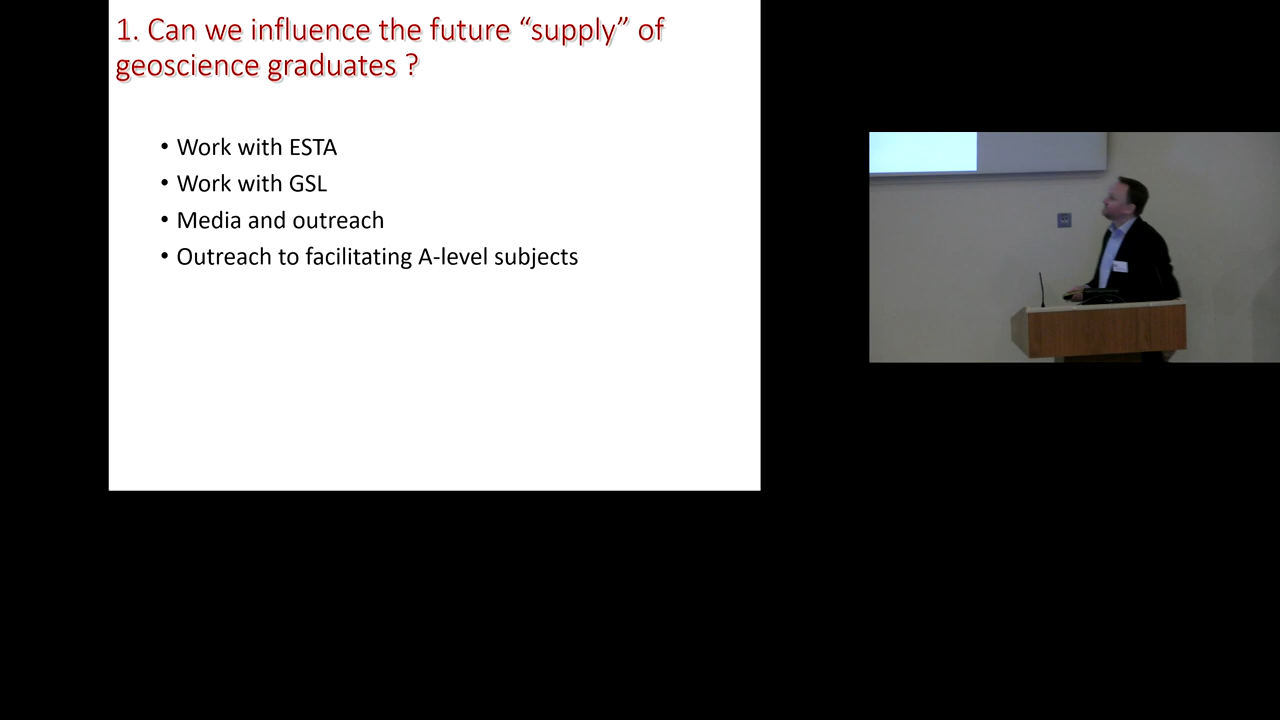 1. Can we influence the future “supply” of
geoscience graduates ?
• Work with ESTA
• Work with GSL
• Media and outreach
• Outreach to facilitating A-level subjects